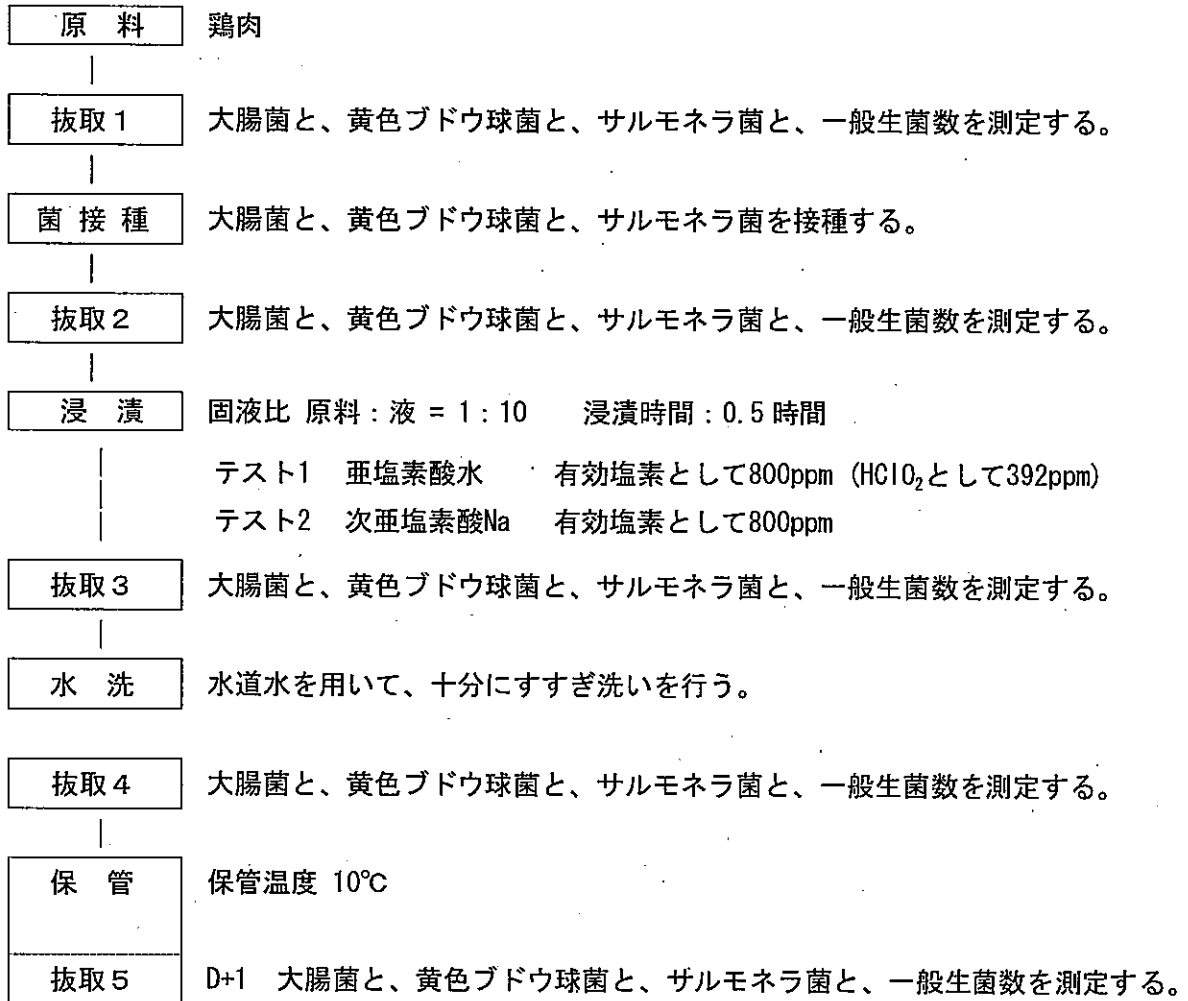 原 料 鶏肉
抜取1 大腸菌と、黄色ブドウ球菌と、サルモネラ菌と、一般生菌数を測定する。
菌 接 種 大腸菌と、黄色ブドウ球菌と、サルモネラ菌を接種する。
抜取2 大腸菌と、黄色ブドウ球菌と、サルモネラ菌と、一般生菌数を測定する。
浸 漬 固液比 原料:液 = 1:10 浸漬時間:0.5時間
テスト1 亜塩素酸水 有効塩素として800ppm (HClO₂として392ppm)
テスト2 次亜塩素酸Na 有効塩素として800ppm
抜取3 大腸菌と、黄色ブドウ球菌と、サルモネラ菌と、一般生菌数を測定する。
水 洗 水道水を用いて、十分にすすぎ洗いを行う。
抜取4 大腸菌と、黄色ブドウ球菌と、サルモネラ菌と、一般生菌数を測定する。
保 管 保管温度 10℃
抜取5 D+1 大腸菌と、黄色ブドウ球菌と、サルモネラ菌と、一般生菌数を測定する。